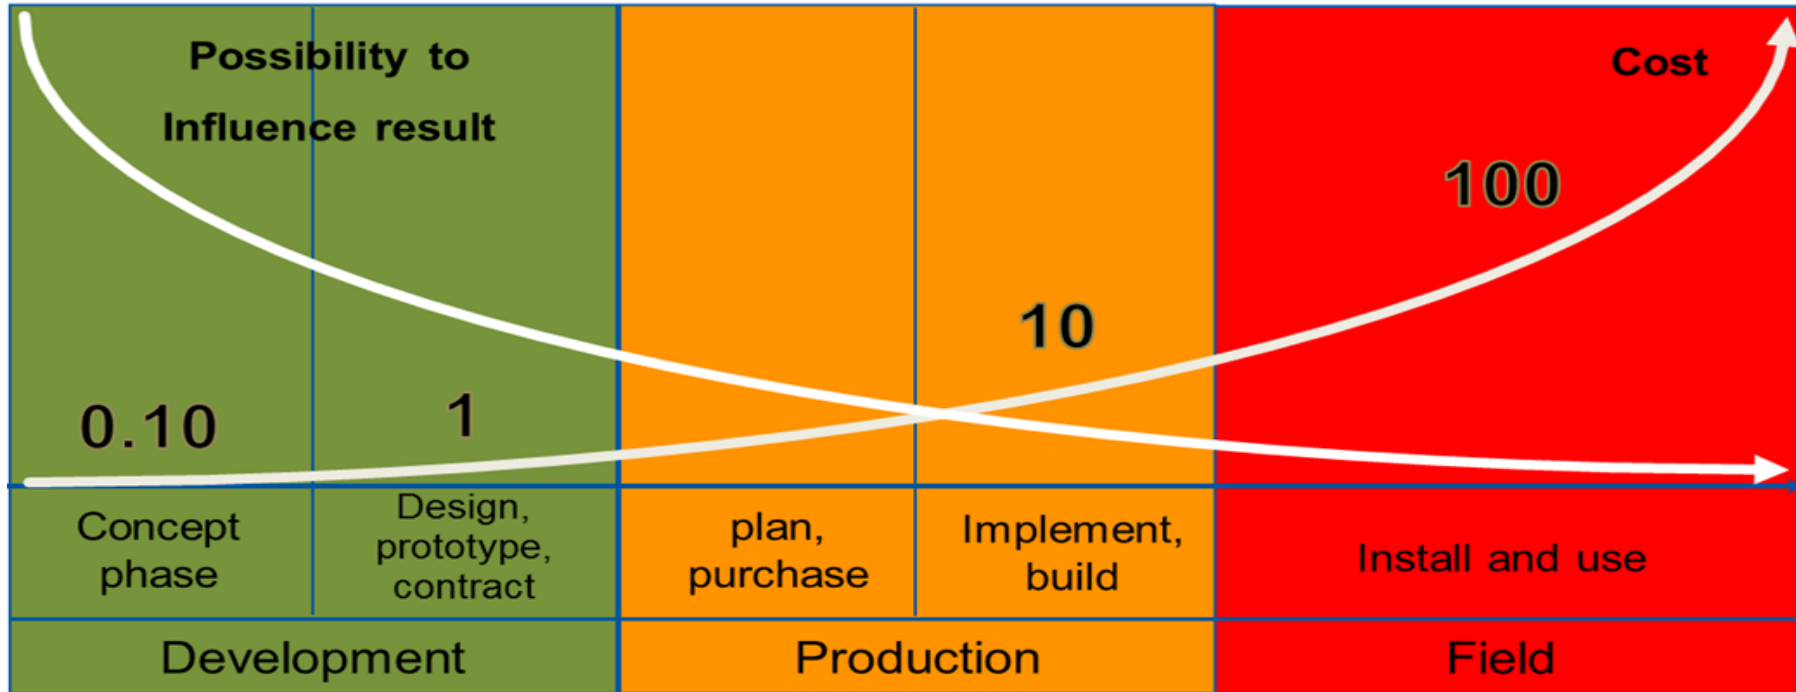 Possibility to
Influence result
Cost
100
10
1
0.10
Concept
phase
Design,
prototype,
contract
plan,
purchase
Implement,
build
Install and use
Development
Production
Field